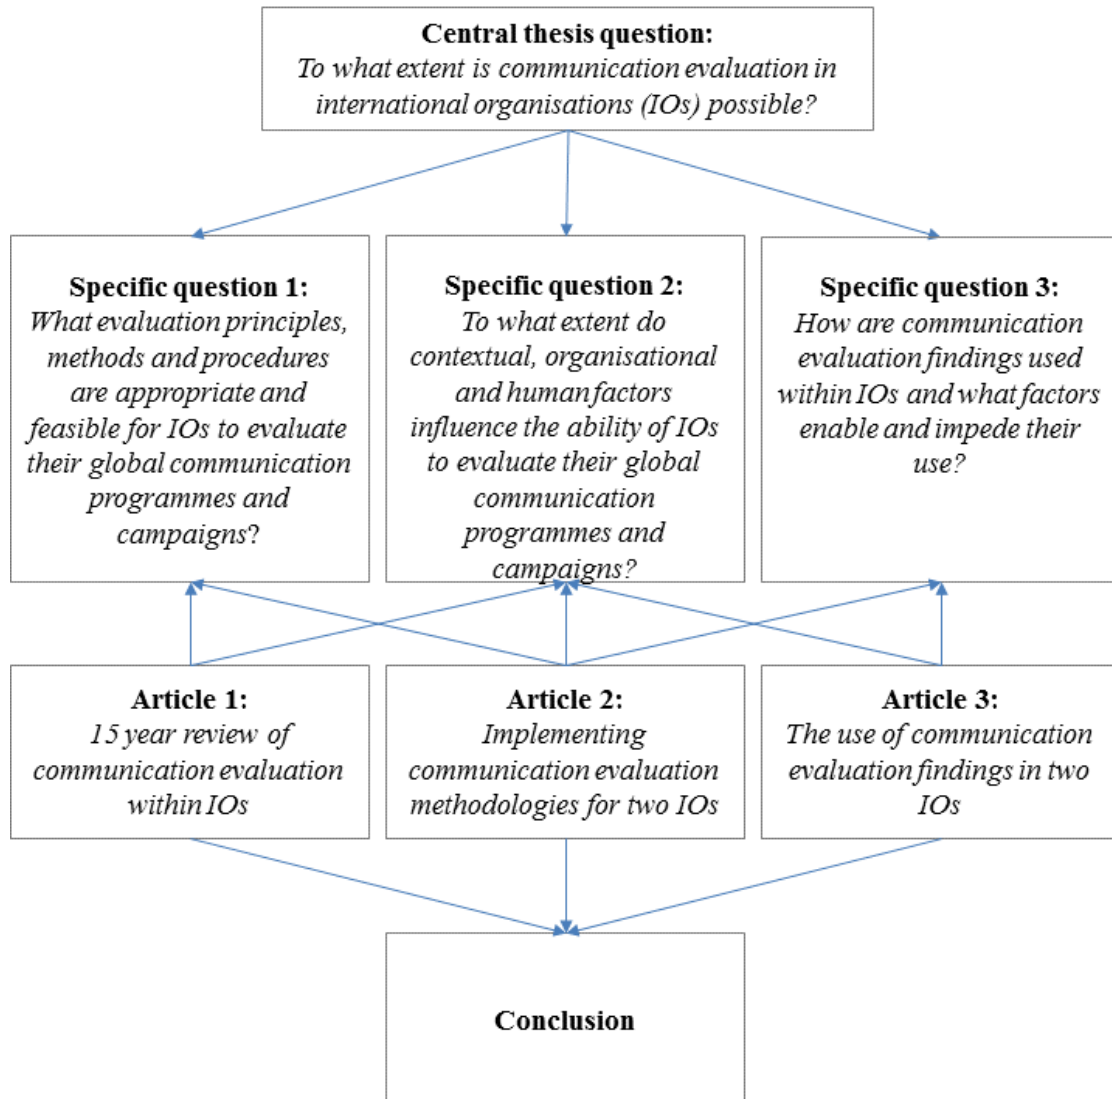 Central thesis question:
To what extent is communication evaluation in
international organisations (IOs) possible?
Specific question 1:
What evaluation principles,
methods and procedures
are appropriate and
feasible for IOs to evaluate
their global communication
programmes and
campaigns?
Specific question 2:
To what extent do
contextual, organisational
and human factors
influence the ability of IOs
to evaluate their global
communication
programmes and
campaigns?
Specific question 3:
How are communication
evaluation findings used
within IOs and what factors
enable and impede their
use?
Article 1:
15 year review of
communication evaluation
within IOs
Article 2:
Implementing
communication evaluation
methodologies for two IOs
Article 3:
The use of communication
evaluation findings in two
IOs
Conclusion